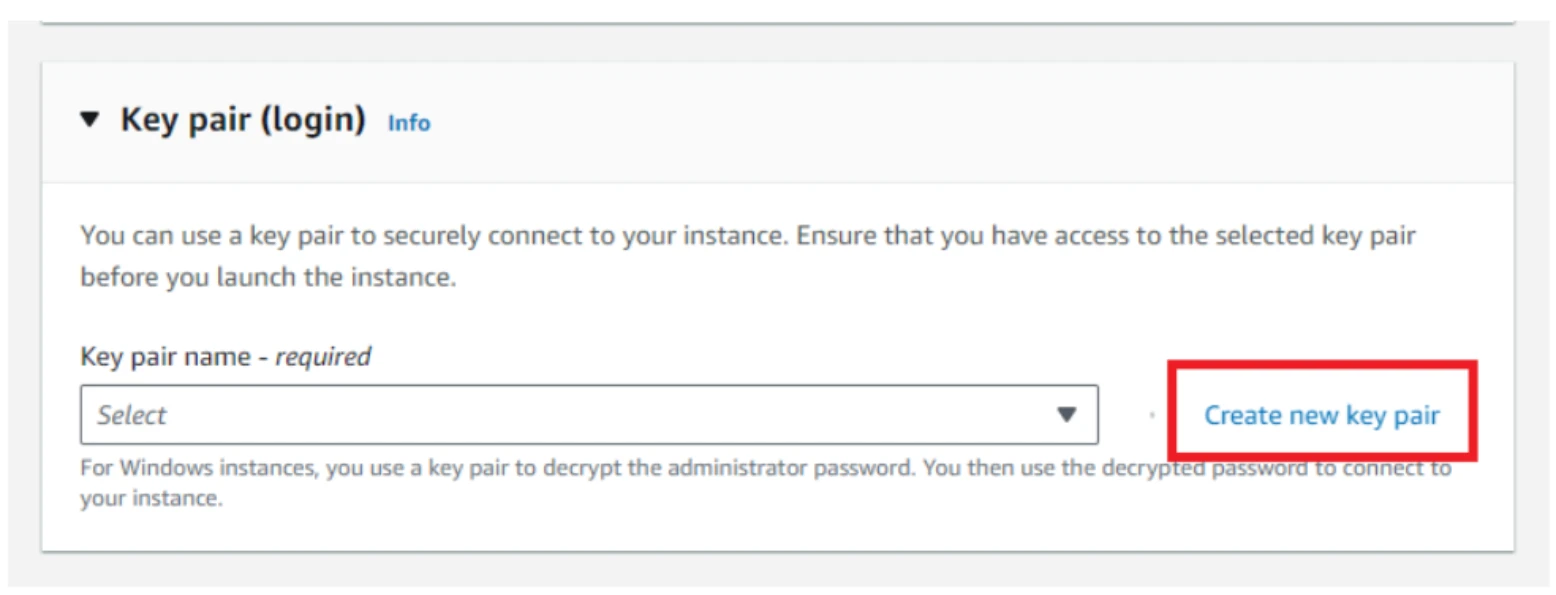 Key pair (login) Info
You can use a key pair to securely connect to your instance. Ensure that you have access to the selected key pair
before you launch the instance.
Key pair name - required
Select
Create new key pair
For Windows instances, you use a key pair to decrypt the administrator password. You then use the decrypted password to connect to
your instance.